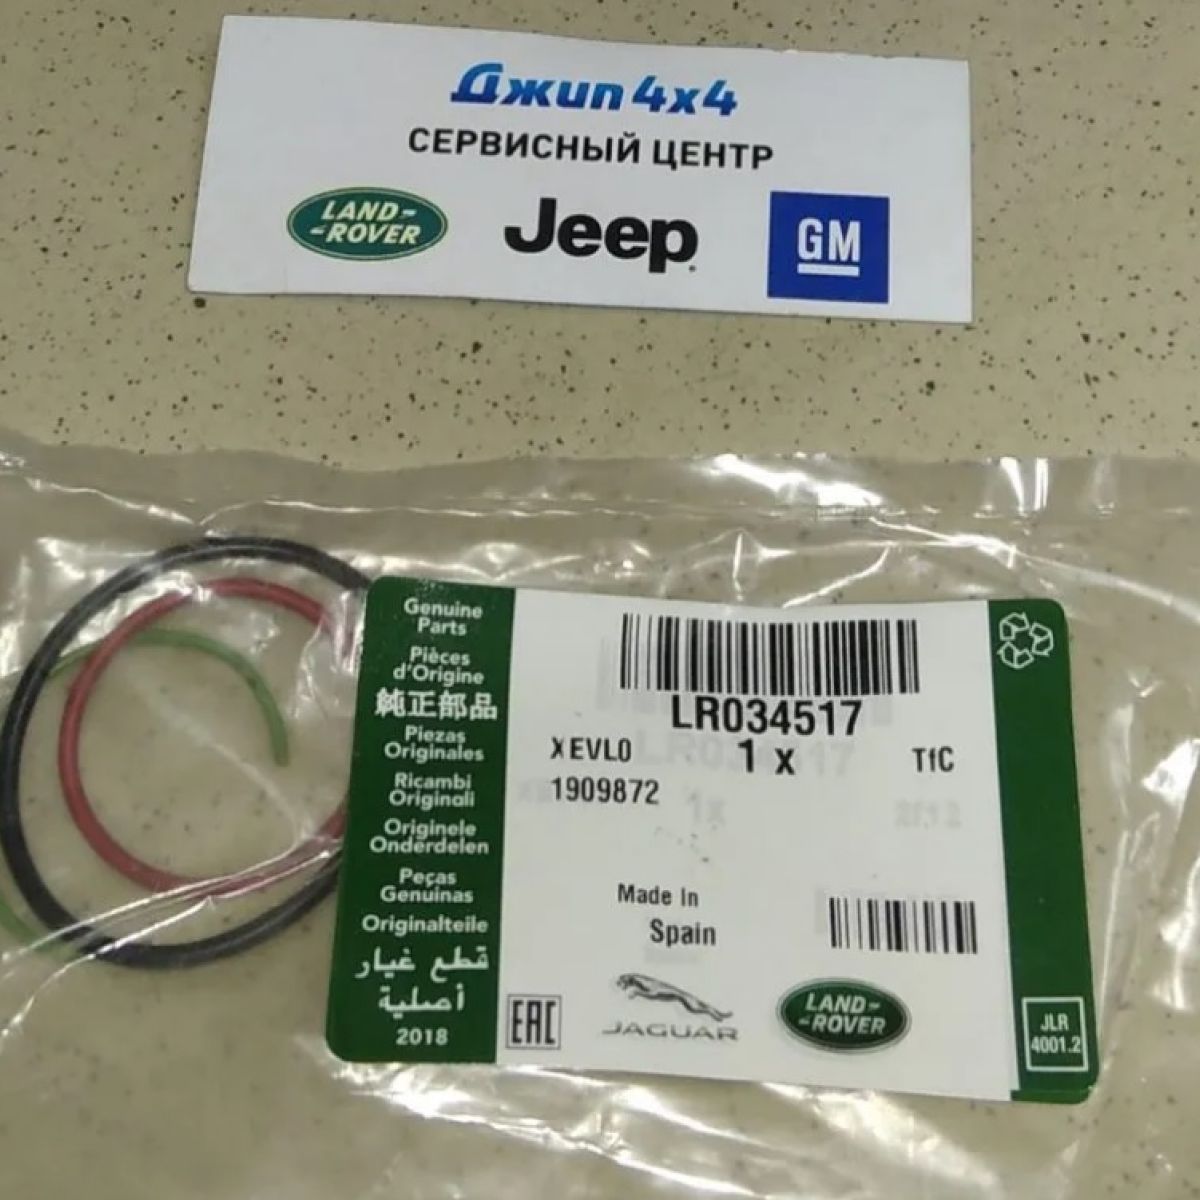 Джип 4x4
СЕРВИСНЫЙ ЦЕНТР
LAND-
-ROVER
Jeep
GM
Genuine
Parts
Pièces
d'Origine
純正部品
Piezas
Originales
Ricambi
Originali
Originele
Onderdelen
Peças
Genuinas
Originalteile
قطع غيار
أصلية
2018
LR034517
XEVL0
1 x
TfC
1909872
Made In
Spain
EAC
JAGUAR
LAND-
-ROVER
JLR
4001.2